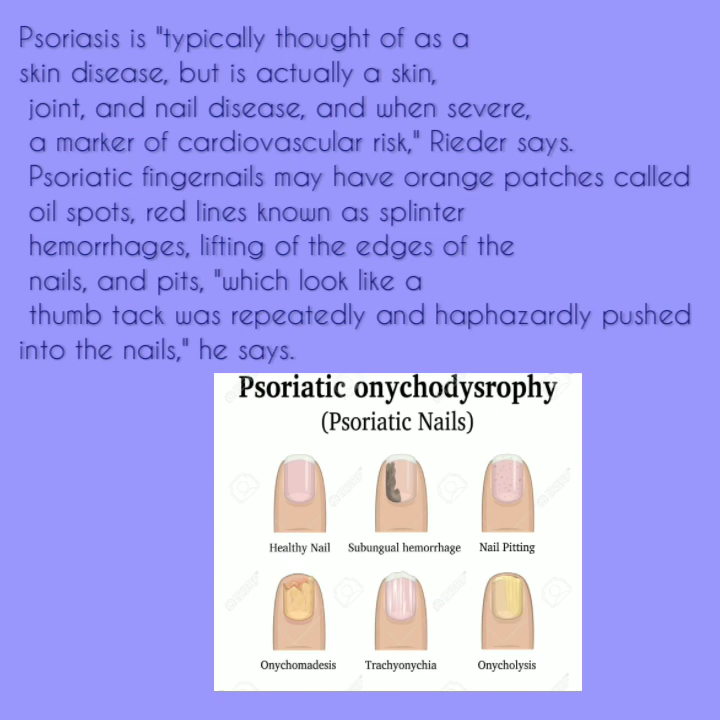 Psoriasis is "typically thought of as a
skin disease, but is actually a skin,
joint, and nail disease, and when severe,
a marker of cardiovascular risk," Rieder says.
Psoriatic fingernails may have orange patches called
oil spots, red lines known as splinter
hemorrhages, lifting of the edges of the
nails, and pits, "which look like a
thumb tack was repeatedly and haphazardly pushed
into the nails," he says.
Psoriatic onychodysrophy
(Psoriatic Nails)
Healthy Nail Subungual hemorrhage Nail Pitting
Onychomadesis Trachyonychia Onycholysis